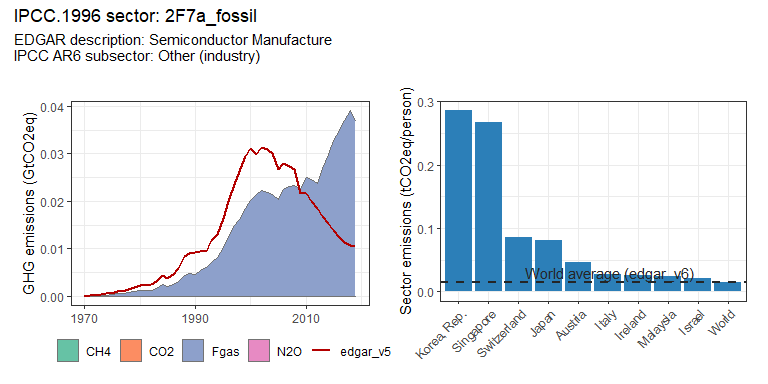 IPCC.1996 sector: 2F7a_fossil
EDGAR description: Semiconductor Manufacture
IPCC AR6 subsector: Other (industry)
GHG emissions (GtCO2eq)
0.04
0.03
0.02
0.01
0.00
1970
1990
2010
CH4
CO2
Fgas
N2O
edgar_v5
Sector emissions (tCO2eq/person)
0.3
0.2
0.1
0.0
World average (edgar_v6)
Korea, Rep.
Singapore
Switzerland
Japan
Austria
Italy
Ireland
Malaysia
Israel
World